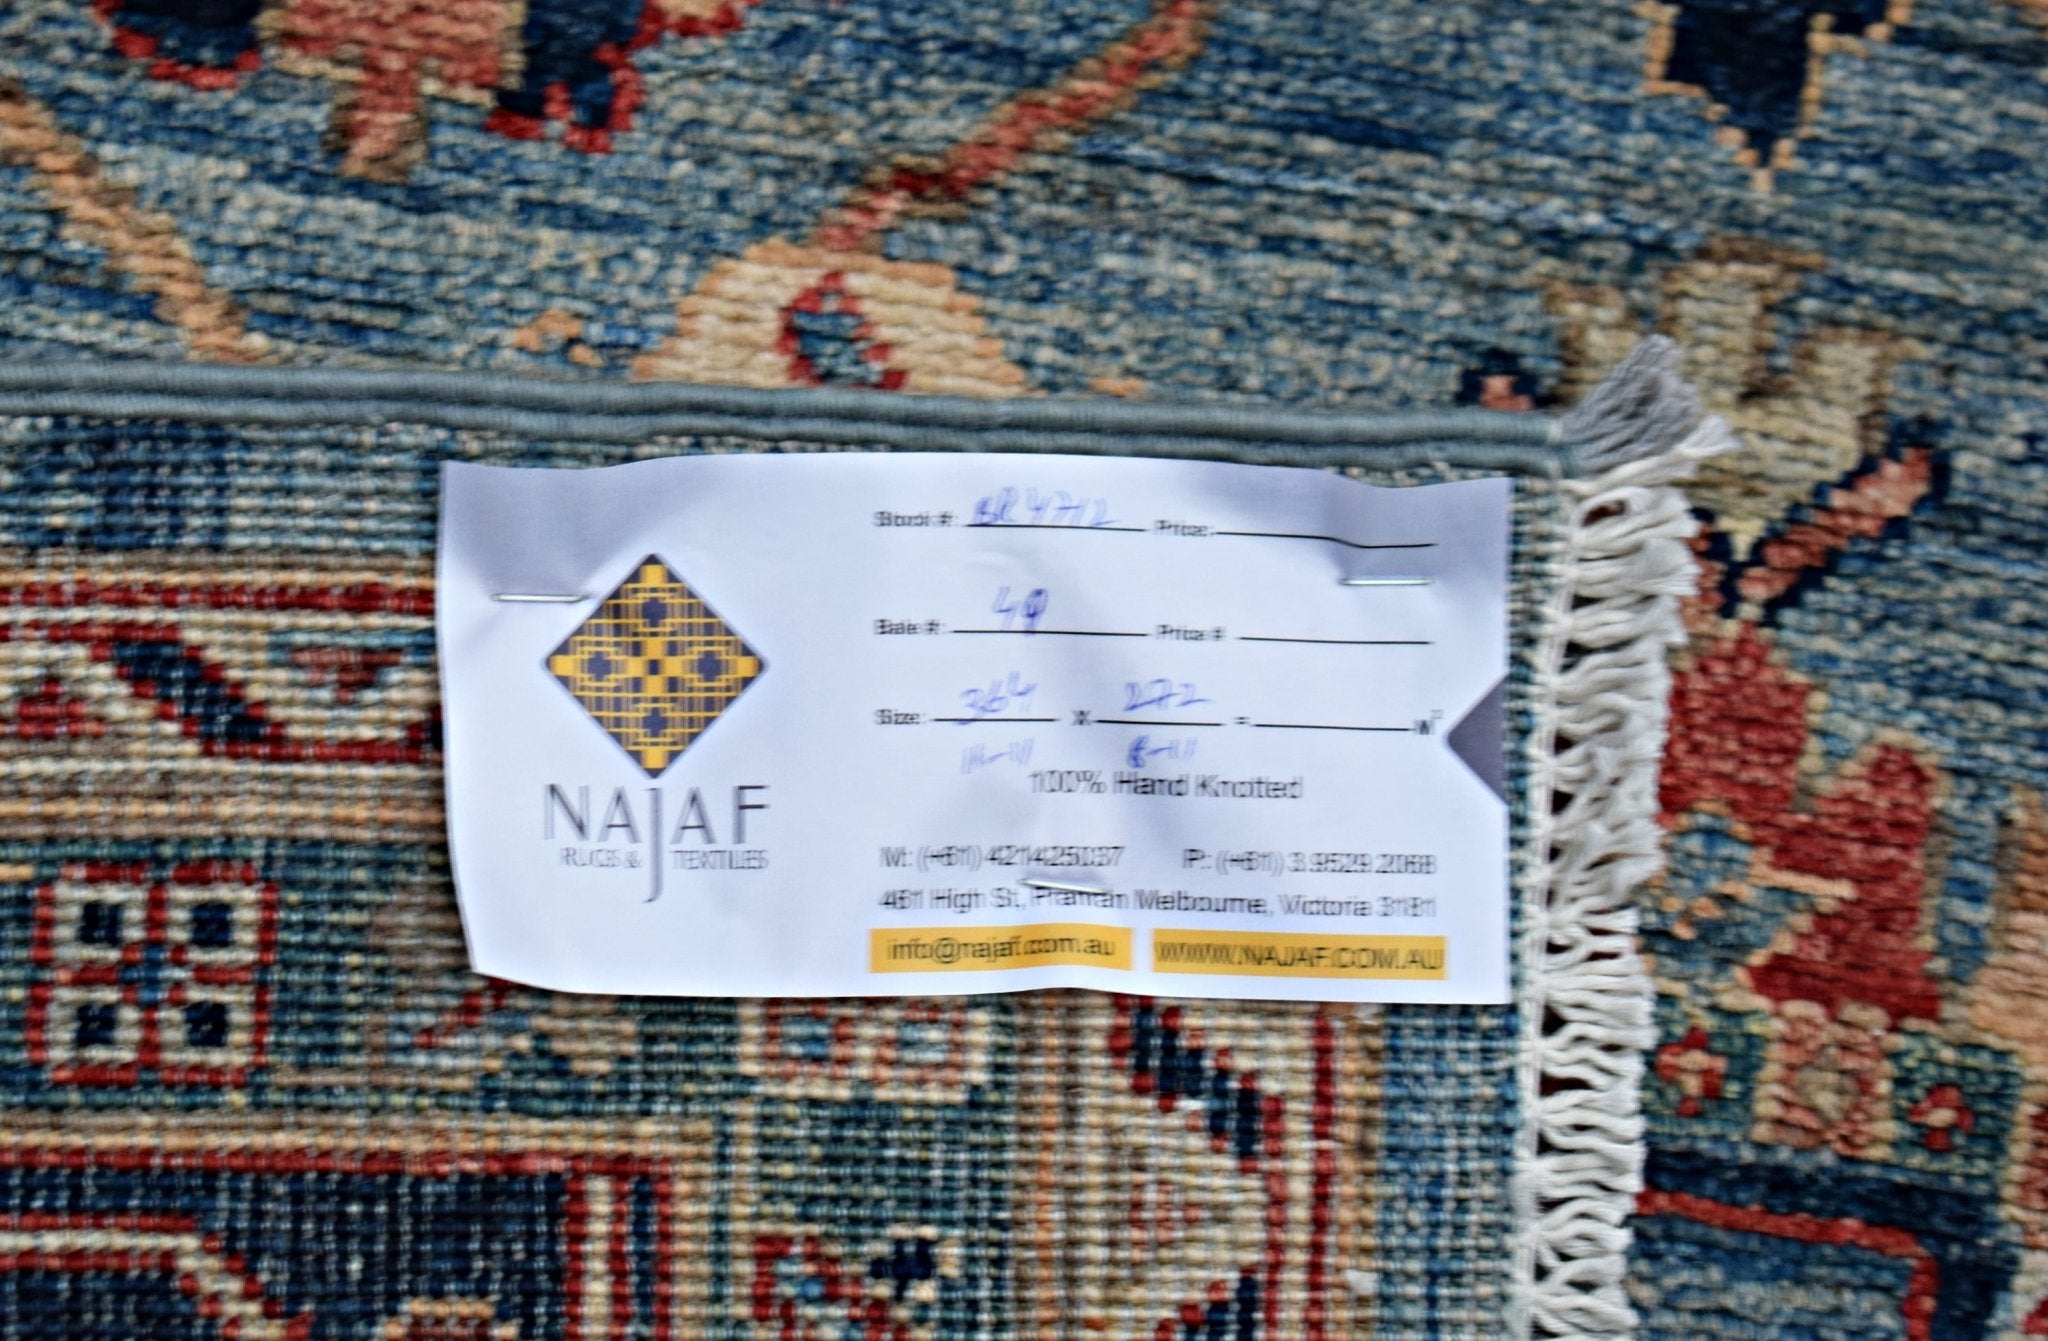 Stock #: BR 4712 Price:
Bale #: 49 Price #
Size: 364 X 272 = M²
11-11 8-11
100% Hand Knotted
NAJAF
RUGS & TEXTILES
M: (+61) 421425037 P: (+61) 3 9529 2068
461 High St, Prahran Melbourne, Victoria 3181
info@najaf.com.au WWW.NAJAF.COM.AU